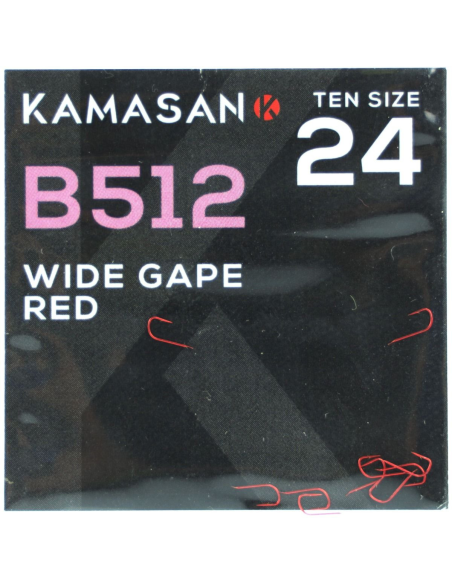 KAMASAN K
TEN SIZE
24
B512
WIDE GAPE
RED